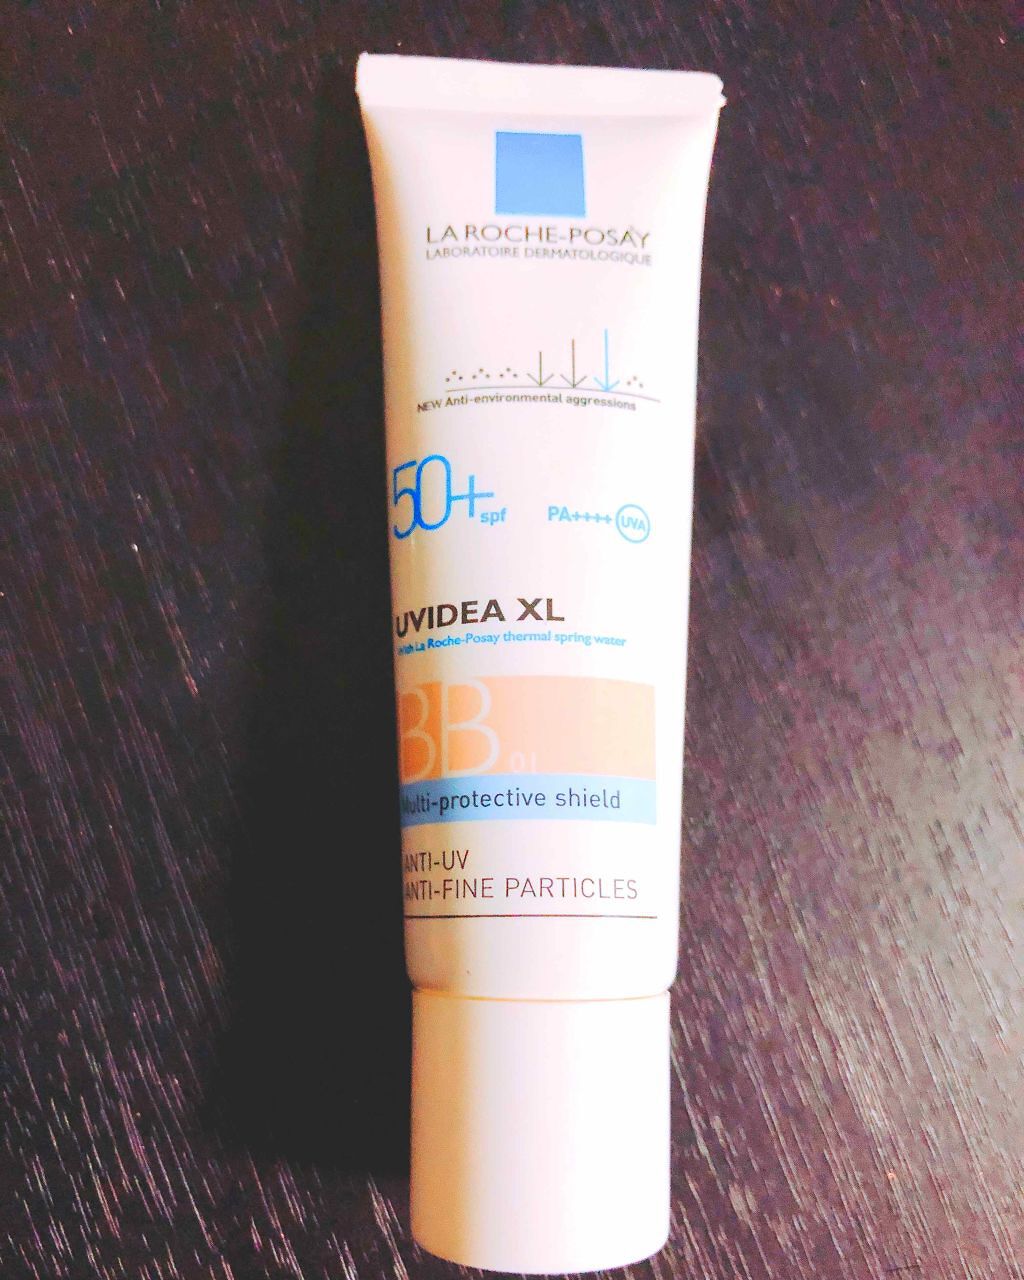 LA ROCHE-POSAY
LABORATOIRE DERMATOLOGIQUE
NEW Anti-environmental aggressions
50+ spf PA++++ UVA
UVIDEA XL
with La Roche-Posay thermal spring water
BB 01
Multi-protective shield
ANTI-UV
ANTI-FINE PARTICLES